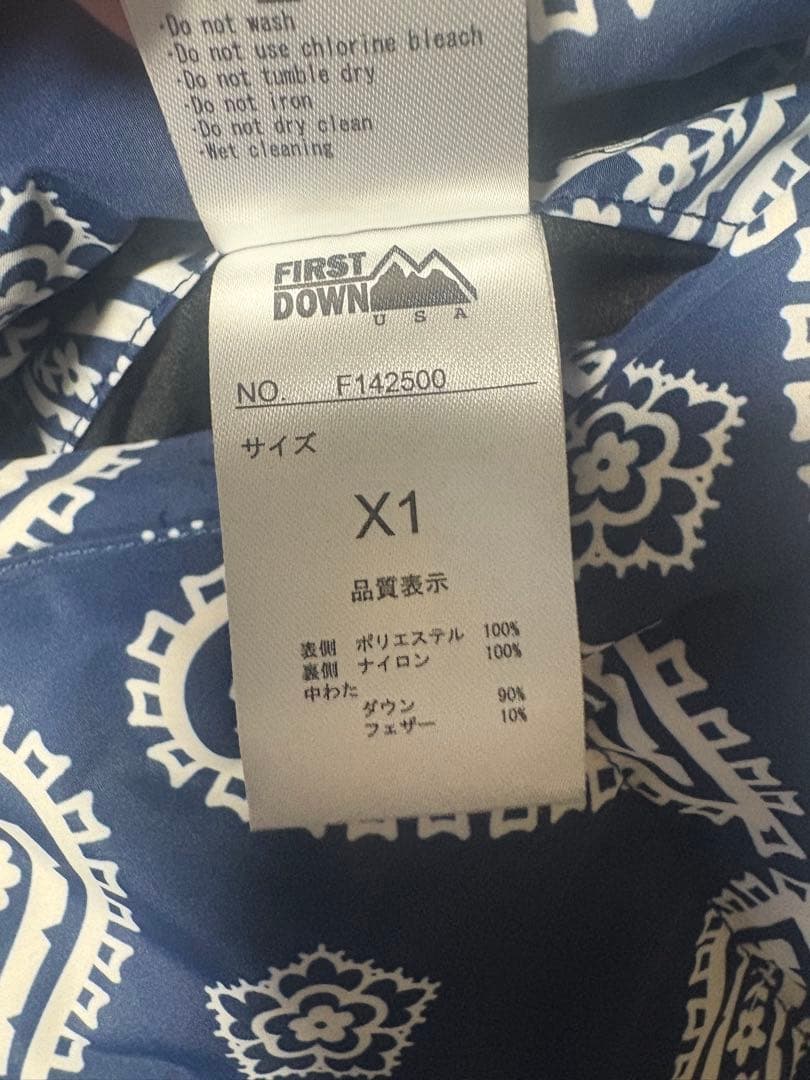 ·Do not wash
·Do not use chlorine bleach
·Do not tumble dry
·Do not iron
·Do not dry clean
·Wet cleaning
FIRST
DOWN
USA
NO. F142500
サイズ
X1
品質表示
表側 ポリエステル 100%
裏側 ナイロン 100%
中わた
ダウン 90%
フェザー 10%